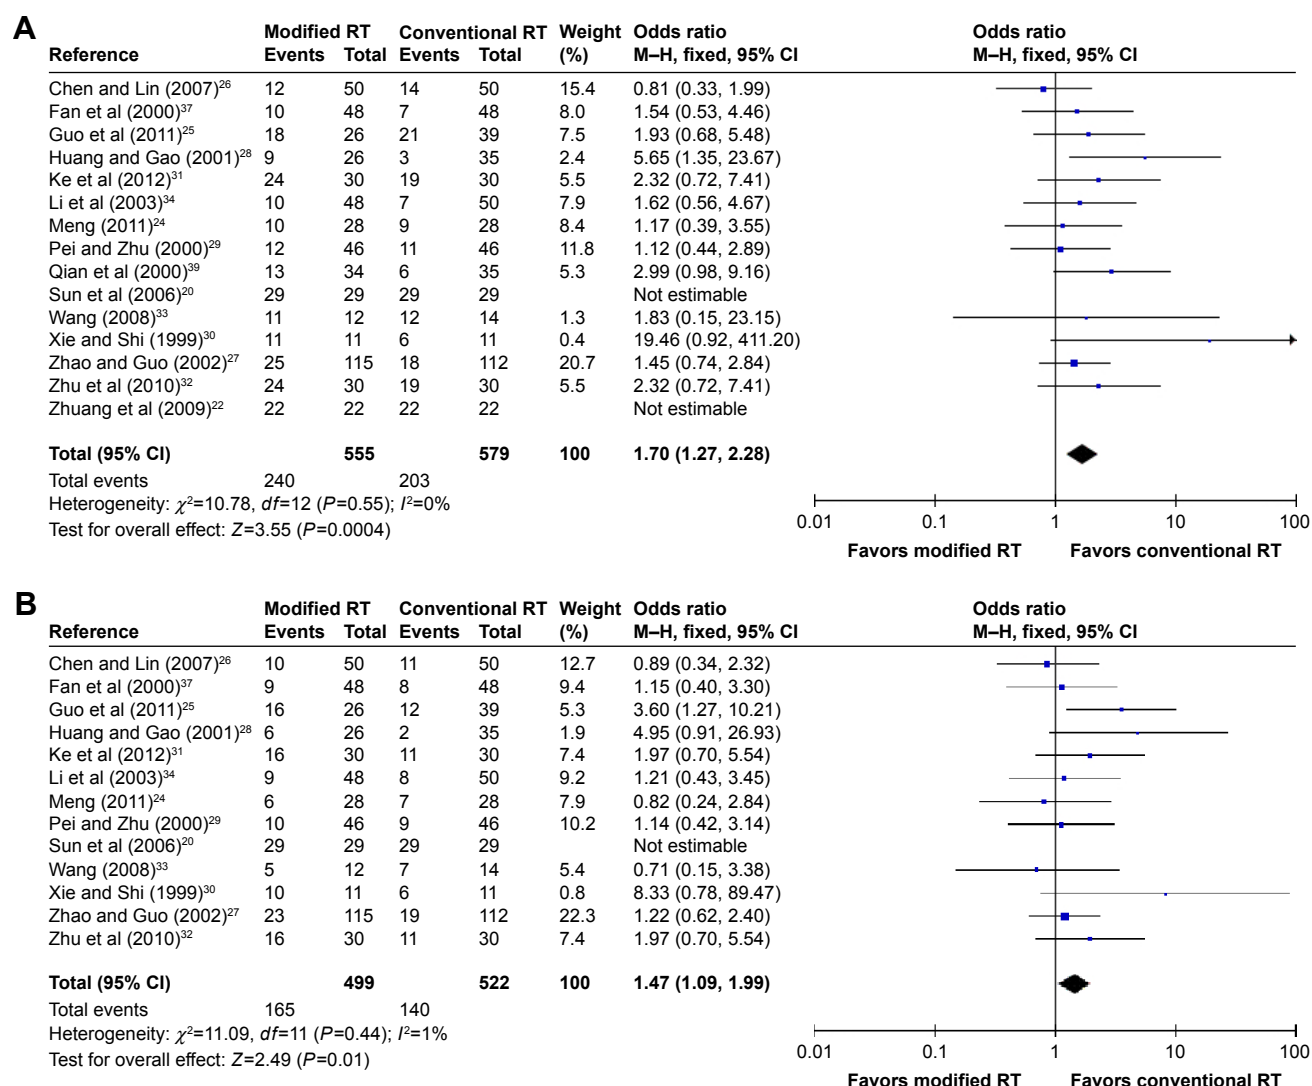 A
Modified RT Conventional RT Weight Odds ratio Odds ratio
Reference Events Total Events Total (%) M–H, fixed, 95% CI M–H, fixed, 95% CI
Chen and Lin (2007)26 12 50 14 50 15.4 0.81 (0.33, 1.99)
Fan et al (2000)37 10 48 7 48 8.0 1.54 (0.53, 4.46)
Guo et al (2011)25 18 26 21 39 7.5 1.93 (0.68, 5.48)
Huang and Gao (2001)28 9 26 3 35 2.4 5.65 (1.35, 23.67)
Ke et al (2012)31 24 30 19 30 5.5 2.32 (0.72, 7.41)
Li et al (2003)34 10 48 7 50 7.9 1.62 (0.56, 4.67)
Meng (2011)24 10 28 9 28 8.4 1.17 (0.39, 3.55)
Pei and Zhu (2000)29 12 46 11 46 11.8 1.12 (0.44, 2.89)
Qian et al (2000)39 13 34 6 35 5.3 2.99 (0.98, 9.16)
Sun et al (2006)20 29 29 29 29 Not estimable
Wang (2008)33 11 12 12 14 1.3 1.83 (0.15, 23.15)
Xie and Shi (1999)30 11 11 6 11 0.4 19.46 (0.92, 411.20)
Zhao and Guo (2002)27 25 115 18 112 20.7 1.45 (0.74, 2.84)
Zhu et al (2010)32 24 30 19 30 5.5 2.32 (0.72, 7.41)
Zhuang et al (2009)22 22 22 22 22 Not estimable
Total (95% CI) 555 579 100 1.70 (1.27, 2.28)
Total events 240 203
Heterogeneity: χ²=10.78, df=12 (P=0.55); I²=0%
Test for overall effect: Z=3.55 (P=0.0004)
0.01 0.1 1 10 100
Favors modified RT Favors conventional RT
B
Modified RT Conventional RT Weight Odds ratio Odds ratio
Reference Events Total Events Total (%) M–H, fixed, 95% CI M–H, fixed, 95% CI
Chen and Lin (2007)26 10 50 11 50 12.7 0.89 (0.34, 2.32)
Fan et al (2000)37 9 48 8 48 9.4 1.15 (0.40, 3.30)
Guo et al (2011)25 16 26 12 39 5.3 3.60 (1.27, 10.21)
Huang and Gao (2001)28 6 26 2 35 1.9 4.95 (0.91, 26.93)
Ke et al (2012)31 16 30 11 30 7.4 1.97 (0.70, 5.54)
Li et al (2003)34 9 48 8 50 9.2 1.21 (0.43, 3.45)
Meng (2011)24 6 28 7 28 7.9 0.82 (0.24, 2.84)
Pei and Zhu (2000)29 10 46 9 46 10.2 1.14 (0.42, 3.14)
Sun et al (2006)20 29 29 29 29 Not estimable
Wang (2008)33 5 12 7 14 5.4 0.71 (0.15, 3.38)
Xie and Shi (1999)30 10 11 6 11 0.8 8.33 (0.78, 89.47)
Zhao and Guo (2002)27 23 115 19 112 22.3 1.22 (0.62, 2.40)
Zhu et al (2010)32 16 30 11 30 7.4 1.97 (0.70, 5.54)
Total (95% CI) 499 522 100 1.47 (1.09, 1.99)
Total events 165 140
Heterogeneity: χ²=11.09, df=11 (P=0.44); I²=1%
Test for overall effect: Z=2.49 (P=0.01)
0.01 0.1 1 10 100
Favors modified RT Favors conventional RT